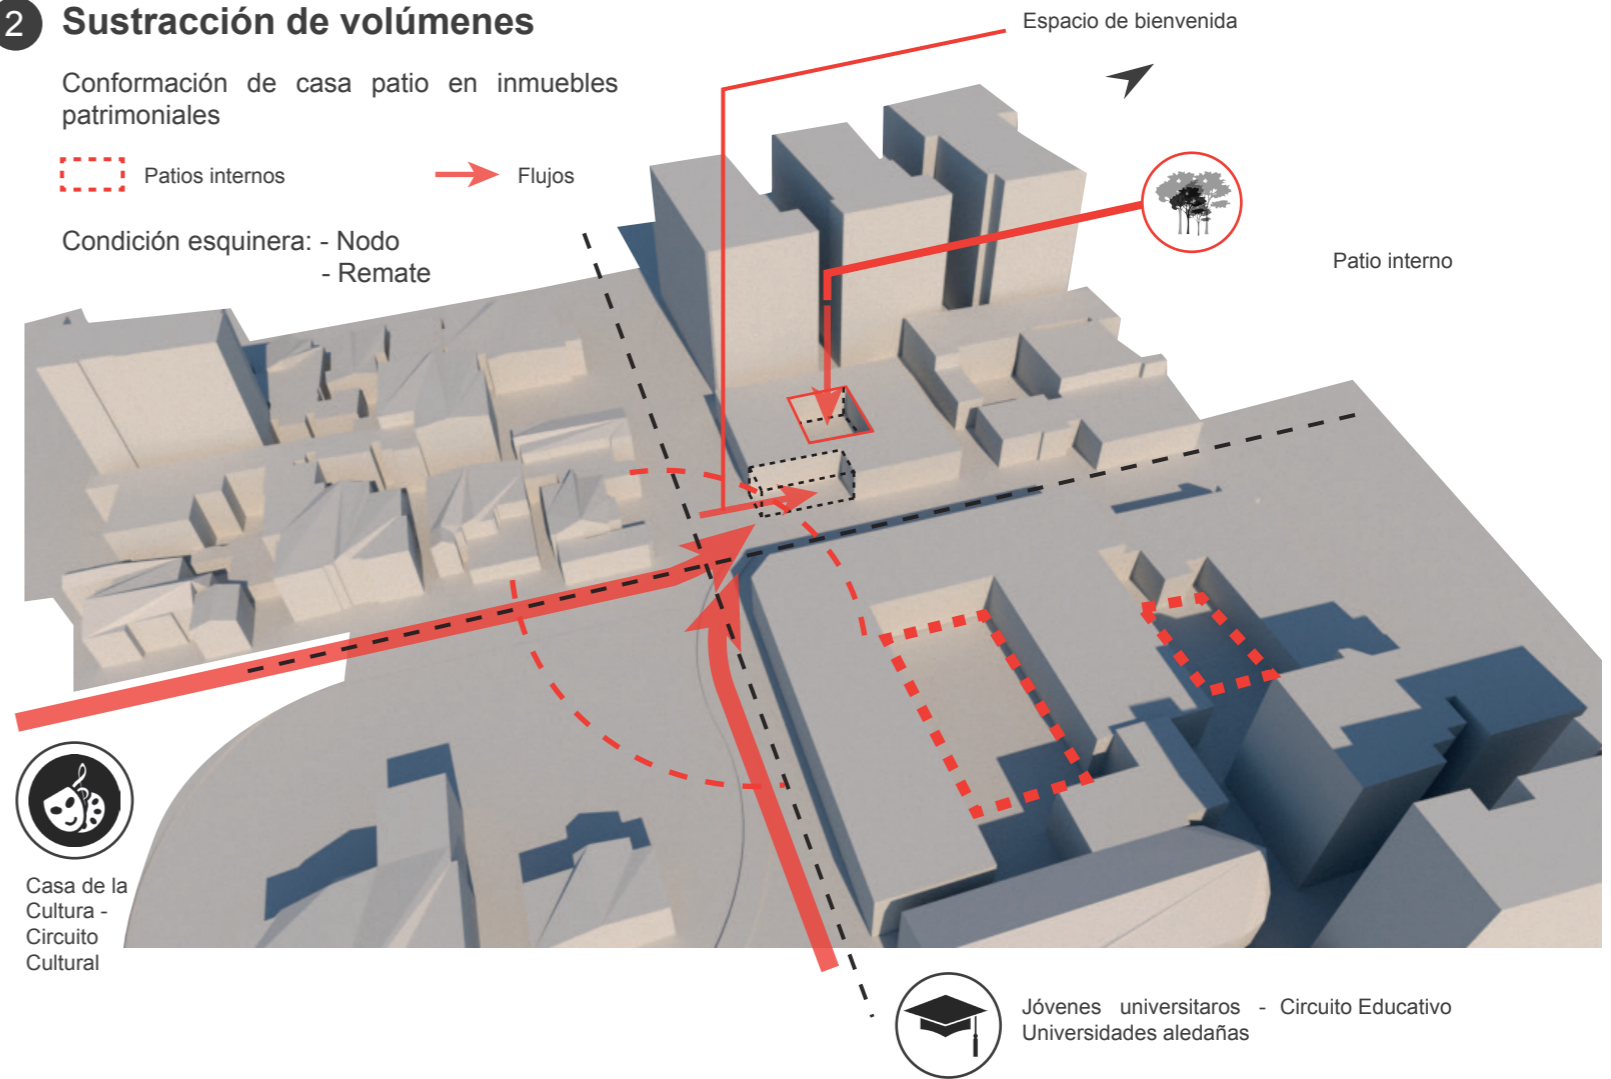 2 Sustracción de volúmenes
Espacio de bienvenida
Conformación de casa patio en inmuebles
patrimoniales
Patios internos
Flujos
Condición esquinera: - Nodo
- Remate
Patio interno
Casa de la
Cultura -
Circuito
Cultural
Jóvenes universitaros - Circuito Educativo
Universidades aledañas